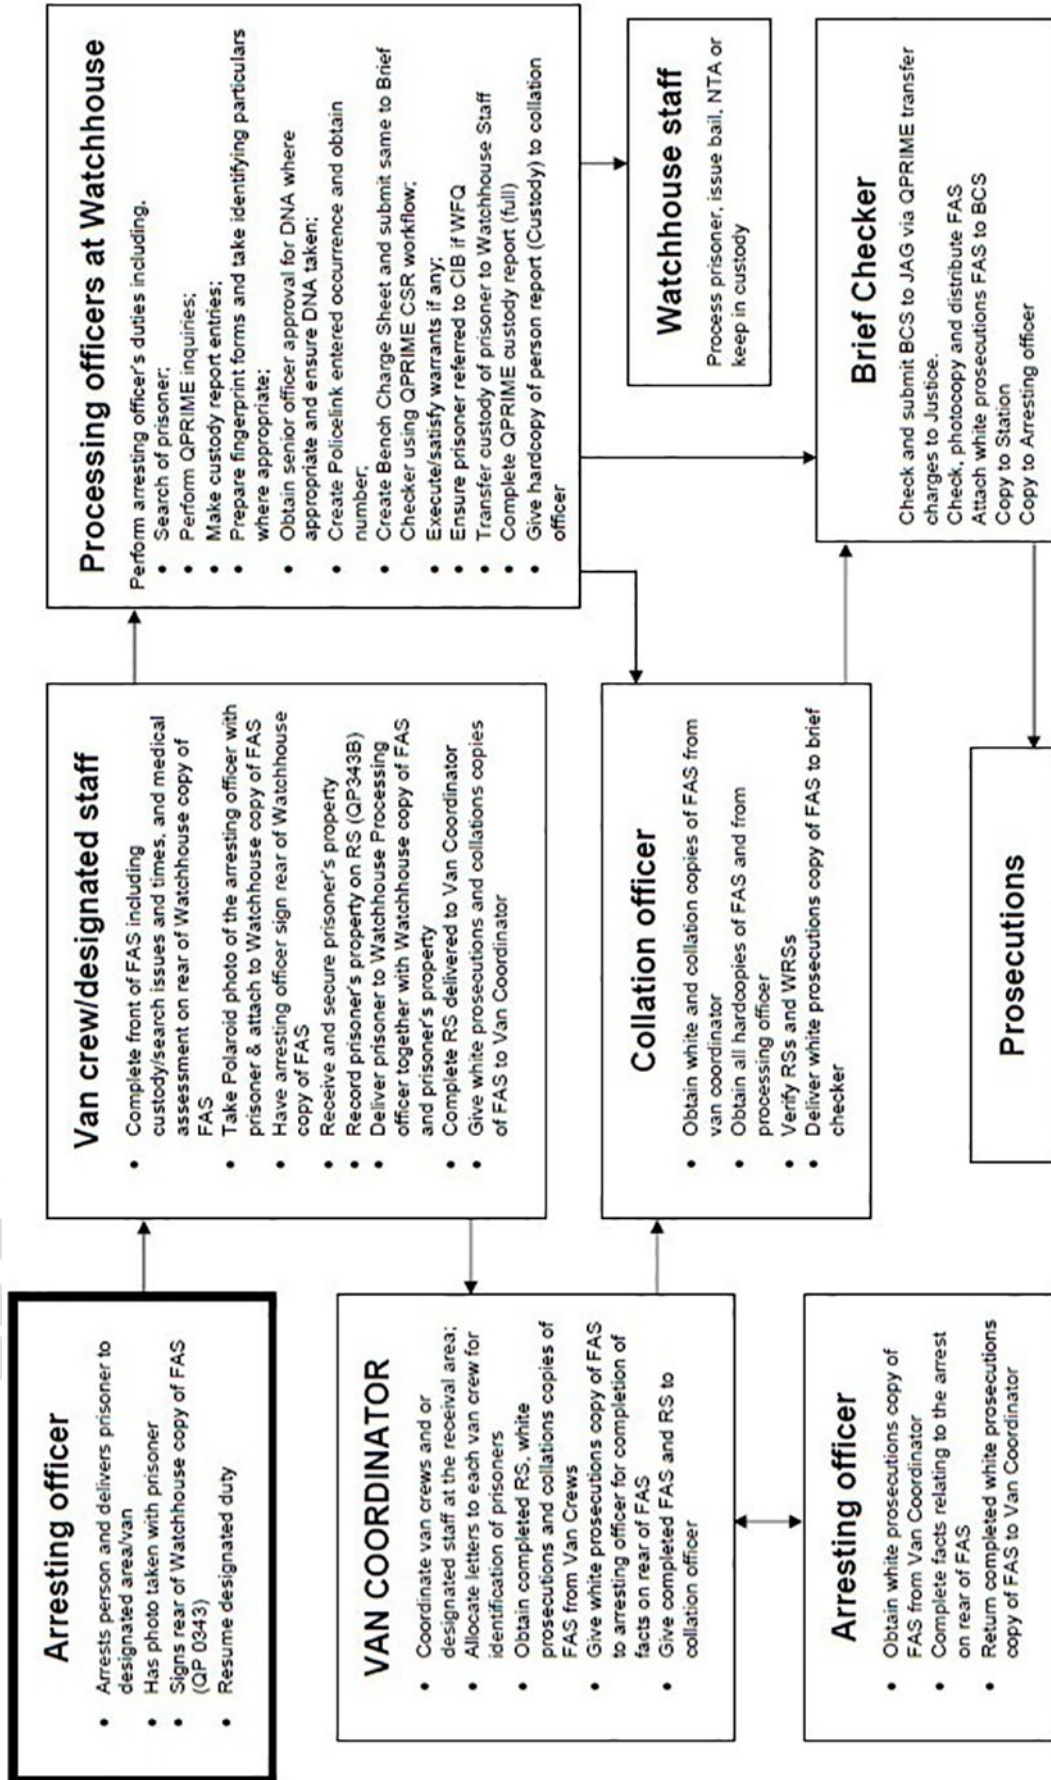 Arresting officer
• Arrests person and delivers prisoner to
designated area/van
• Has photo taken with prisoner
• Signs rear of Watchhouse copy of FAS
(QP 0343)
• Resume designated duty
Van crew/designated staff
• Complete front of FAS including
custody/search issues and times, and medical
assessment on rear of Watchhouse copy of
FAS
• Take Polaroid photo of the arresting officer with
prisoner & attach to Watchhouse copy of FAS
• Have arresting officer sign rear of Watchhouse
copy of FAS
• Receive and secure prisoner's property
• Record prisoner's property on RS (QP343B)
• Deliver prisoner to Watchhouse Processing
officer together with Watchhouse copy of FAS
and prisoner's property
• Complete RS delivered to Van Coordinator
• Give white prosecutions and collations copies
of FAS to Van Coordinator
Processing officers at Watchhouse
Perform arresting officer's duties including,
• Search of prisoner;
• Perform QPRIME inquiries;
• Make custody report entries;
• Prepare fingerprint forms and take identifying particulars
where appropriate;
• Obtain senior officer approval for DNA where
appropriate and ensure DNA taken;
• Create Policelink entered occurrence and obtain
number;
• Create Bench Charge Sheet and submit same to Brief
Checker using QPRIME CSR workflow;
• Execute/satisfy warrants if any;
• Ensure prisoner referred to CIB if WFQ
• Transfer custody of prisoner to Watchhouse Staff
• Complete QPRIME custody report (full)
• Give hardcopy of person report (Custody) to collation
officer
VAN COORDINATOR
• Coordinate van crews and or
designated staff at the receival area;
• Allocate letters to each van crew for
identification of prisoners
• Obtain completed RS, white
prosecutions and collations copies of
FAS from Van Crews
• Give white prosecutions copy of FAS
to arresting officer for completion of
facts on rear of FAS
• Give completed FAS and RS to
collation officer
Collation officer
• Obtain white and collation copies of FAS from
van coordinator
• Obtain all hardcopies of FAS and from
processing officer
• Verify RSs and WRSs
• Deliver white prosecutions copy of FAS to brief
checker
Watchhouse staff
Process prisoner, issue bail, NTA or
keep in custody
Arresting officer
• Obtain white prosecutions copy of
FAS from Van Coordinator
• Complete facts relating to the arrest
on rear of FAS
• Return completed white prosecutions
copy of FAS to Van Coordinator
Prosecutions
Brief Checker
Check and submit BCS to JAG via QPRIME transfer
charges to Justice.
Check, photocopy and distribute FAS
Attach white prosecutions FAS to BCS
Copy to Station
Copy to Arresting officer